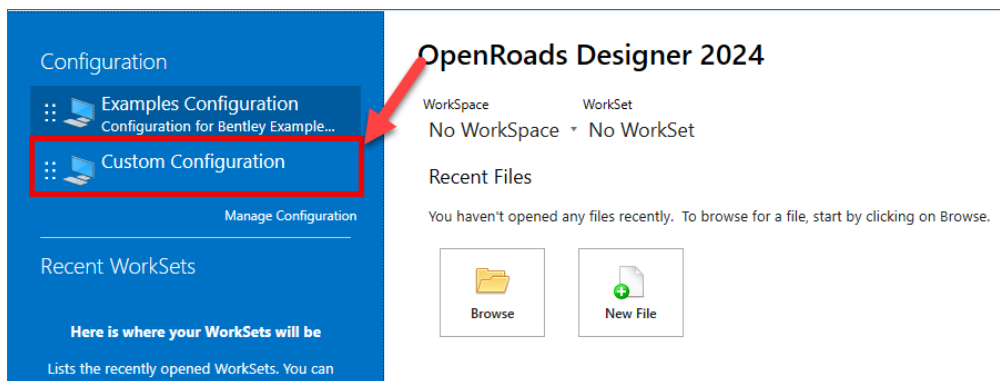 Configuration
Examples Configuration
Configuration for Bentley Example...
Custom Configuration
Manage Configuration
Recent WorkSets
Here is where your WorkSets will be
Lists the recently opened WorkSets. You can
OpenRoads Designer 2024
WorkSpace WorkSet
No WorkSpace No WorkSet
Recent Files
You haven't opened any files recently. To browse for a file, start by clicking on Browse.
Browse New File